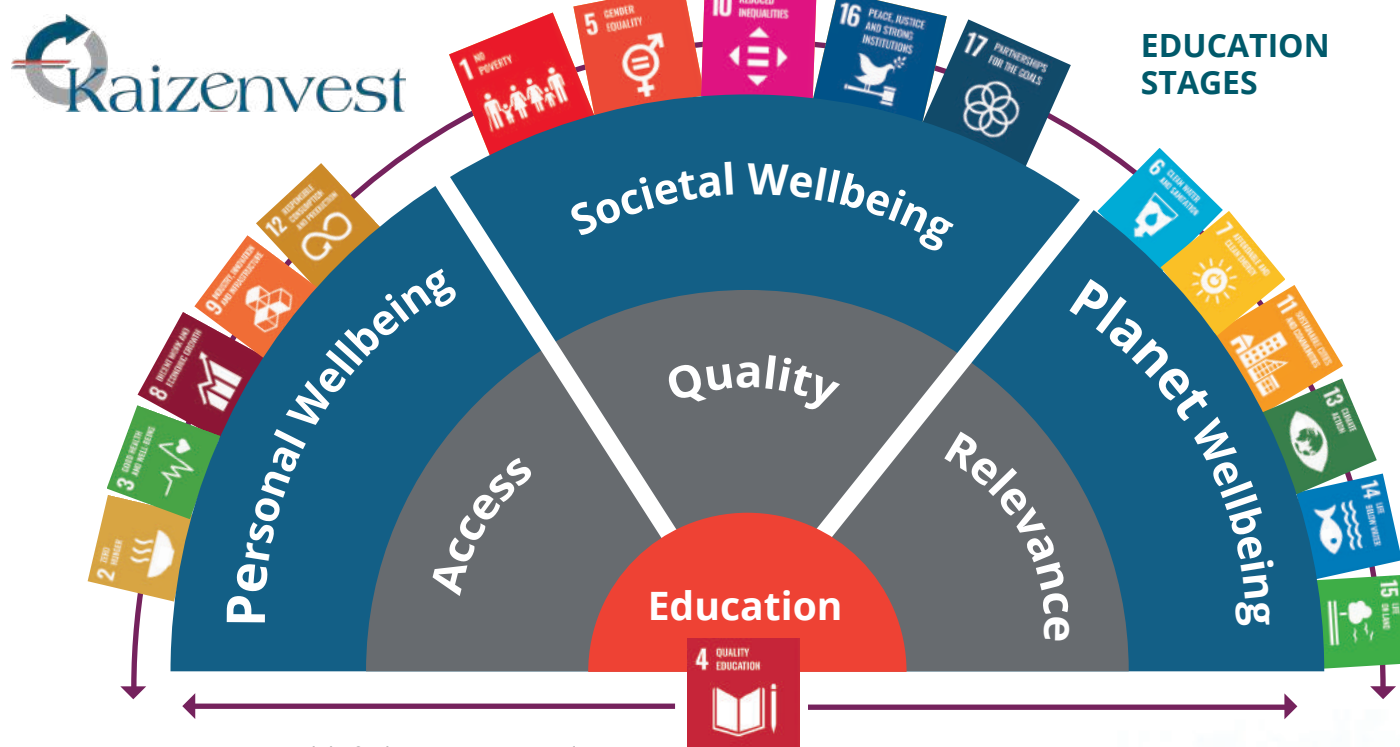 Kaizenvest
EDUCATION
STAGES
1 NO
POVERTY
5 GENDER
EQUALITY
10 REDUCED
INEQUALITIES
16 PEACE, JUSTICE
AND STRONG
INSTITUTIONS
17 PARTNERSHIPS
FOR THE GOALS
12 RESPONSIBLE
CONSUMPTION
AND PRODUCTION
9 INDUSTRY, INNOVATION
AND INFRASTRUCTURE
8 DECENT WORK AND
ECONOMIC GROWTH
3 GOOD HEALTH
AND WELL-BEING
2 ZERO
HUNGER
6 CLEAN WATER
AND SANITATION
7 AFFORDABLE AND
CLEAN ENERGY
11 SUSTAINABLE CITIES
AND COMMUNITIES
13 CLIMATE
ACTION
14 LIFE
BELOW WATER
15 LIFE
ON LAND
Personal Wellbeing
Societal Wellbeing
Planet Wellbeing
Access
Quality
Relevance
Education
4 QUALITY
EDUCATION